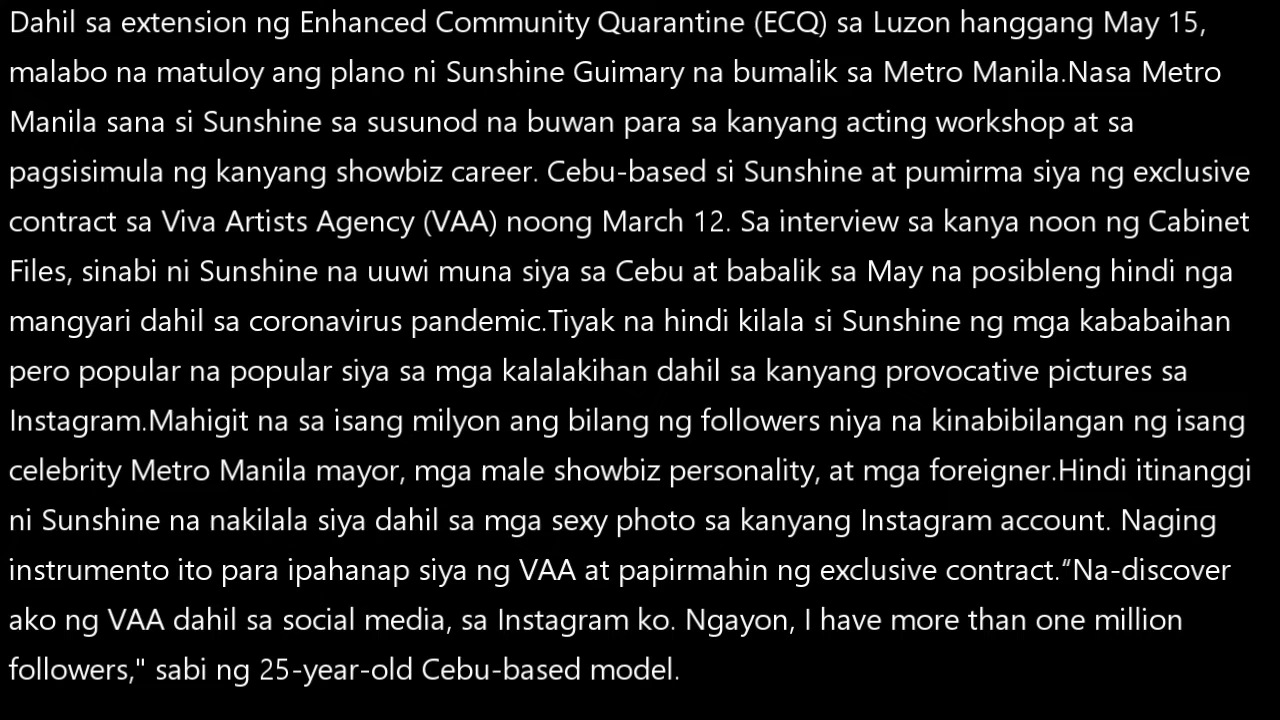 Dahil sa extension ng Enhanced Community Quarantine (ECQ) sa Luzon hanggang May 15,
malabo na matuloy ang plano ni Sunshine Guimary na bumalik sa Metro Manila.Nasa Metro
Manila sana si Sunshine sa susunod na buwan para sa kanyang acting workshop at sa
pagsisimula ng kanyang showbiz career. Cebu-based si Sunshine at pumirma siya ng exclusive
contract sa Viva Artists Agency (VAA) noong March 12. Sa interview sa kanya noon ng Cabinet
Files, sinabi ni Sunshine na uuwi muna siya sa Cebu at babalik sa May na posibleng hindi nga
mangyari dahil sa coronavirus pandemic.Tiyak na hindi kilala si Sunshine ng mga kababaihan
pero popular na popular siya sa mga kalalakihan dahil sa kanyang provocative pictures sa
Instagram.Mahigit na sa isang milyon ang bilang ng followers niya na kinabibilangan ng isang
celebrity Metro Manila mayor, mga male showbiz personality, at mga foreigner.Hindi itinanggi
ni Sunshine na nakilala siya dahil sa mga sexy photo sa kanyang Instagram account. Naging
instrumento ito para ipahanap siya ng VAA at papirmahin ng exclusive contract.“Na-discover
ako ng VAA dahil sa social media, sa Instagram ko. Ngayon, I have more than one million
followers," sabi ng 25-year-old Cebu-based model.